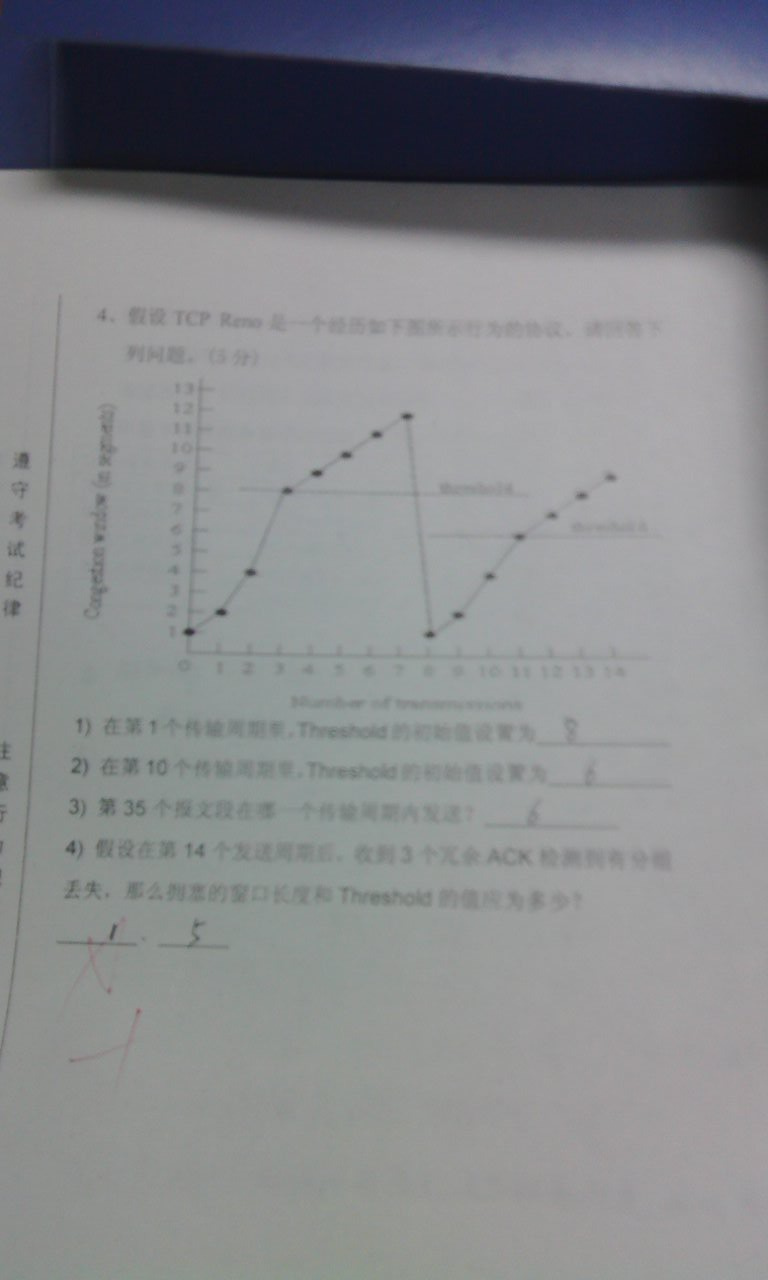 4、假设 TCP Reno 是一个经历如下图所示行为的协议，请回答下
列问题。（5 分）
Congestion window (in segments)
13
12
11
10
9
8
7
6
5
4
3
2
1
threshold
threshold
0 1 2 3 4 5 6 7 8 9 10 11 12 13 14
Number of transmissions
1) 在第 1 个传输周期里，Threshold 的初始值设置为 8
2) 在第 10 个传输周期里，Threshold 的初始值设置为 6
3) 第 35 个报文段在哪一个传输周期内发送？ 6
4) 假设在第 14 个发送周期后，收到 3 个冗余 ACK 检测到有分组
丢失，那么拥塞的窗口长度和 Threshold 的值应为多少？
1 、 5
遵守考试纪律